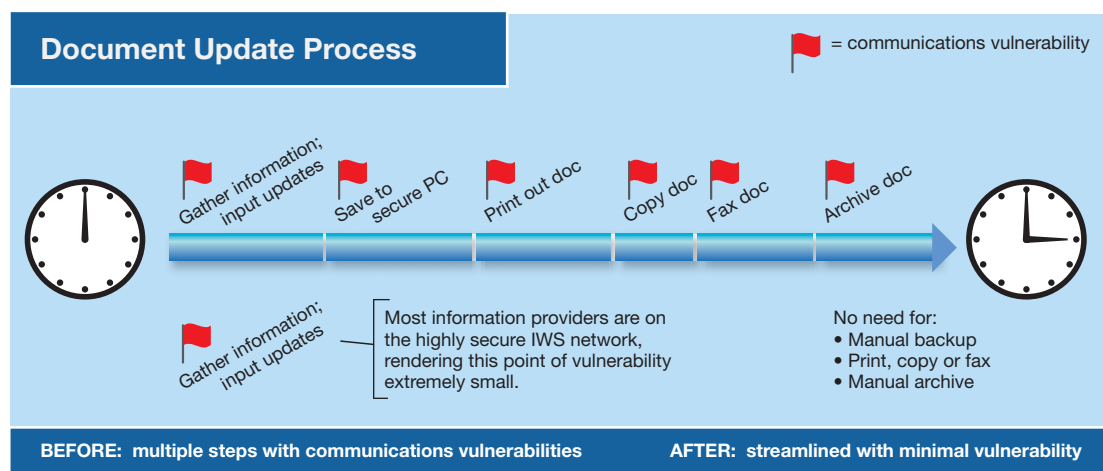 Document Update Process
= communications vulnerability
Gather information;
input updates
Save to
secure PC
Print out doc
Copy doc
Fax doc
Archive doc
Gather information;
input updates
Most information providers are on
the highly secure IWS network,
rendering this point of vulnerability
extremely small.
No need for:
• Manual backup
• Print, copy or fax
• Manual archive
BEFORE: multiple steps with communications vulnerabilities
AFTER: streamlined with minimal vulnerability